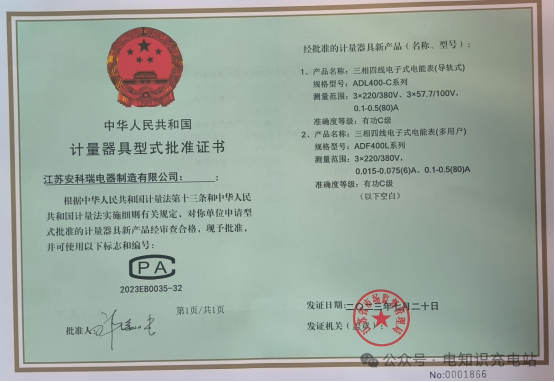 中华人民共和国
计量器具型式批准证书
江苏安科瑞电器制造有限公司：
根据中华人民共和国计量法第十三条和中华人民
共和国计量法实施细则有关规定，对你单位申请型
式批准的计量器具新产品经审查合格，现予批准，
并可使用以下标志和编号：
CPA
2023EB0035-32
第1页/共1页
批准人
经批准的计量器具新产品（名称、型号）：
1、产品名称：三相四线电子式电能表(导轨式)
规格型号：ADL400-C系列
测量范围：3×220/380V、3×57.7/100V、
0.1-0.5(80)A
准确度等级：有功C级
2、产品名称：三相四线电子式电能表(多用户)
规格型号：ADF400L系列
测量范围：3×220/380V、
0.015-0.075(6)A、0.1-0.5(80)A
准确度等级：有功C级
（以下空白）
发证日期：二〇二三年七月二十日
发证机关（
公众号·电知识充电站
No:0001866